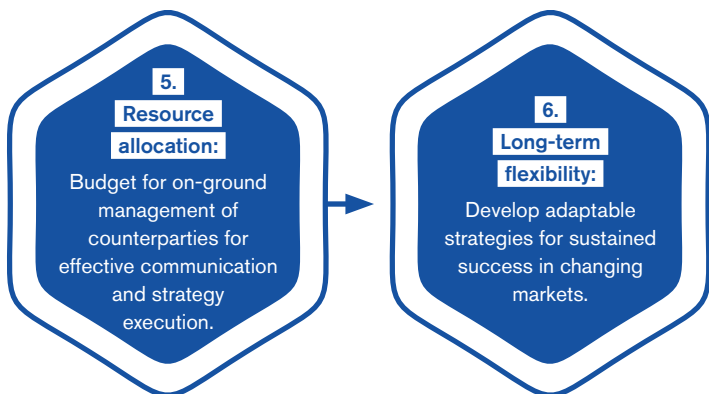 5.
Resource
allocation:
Budget for on-ground
management of
counterparties for
effective communication
and strategy
execution.
6.
Long-term
flexibility:
Develop adaptable
strategies for sustained
success in changing
markets.